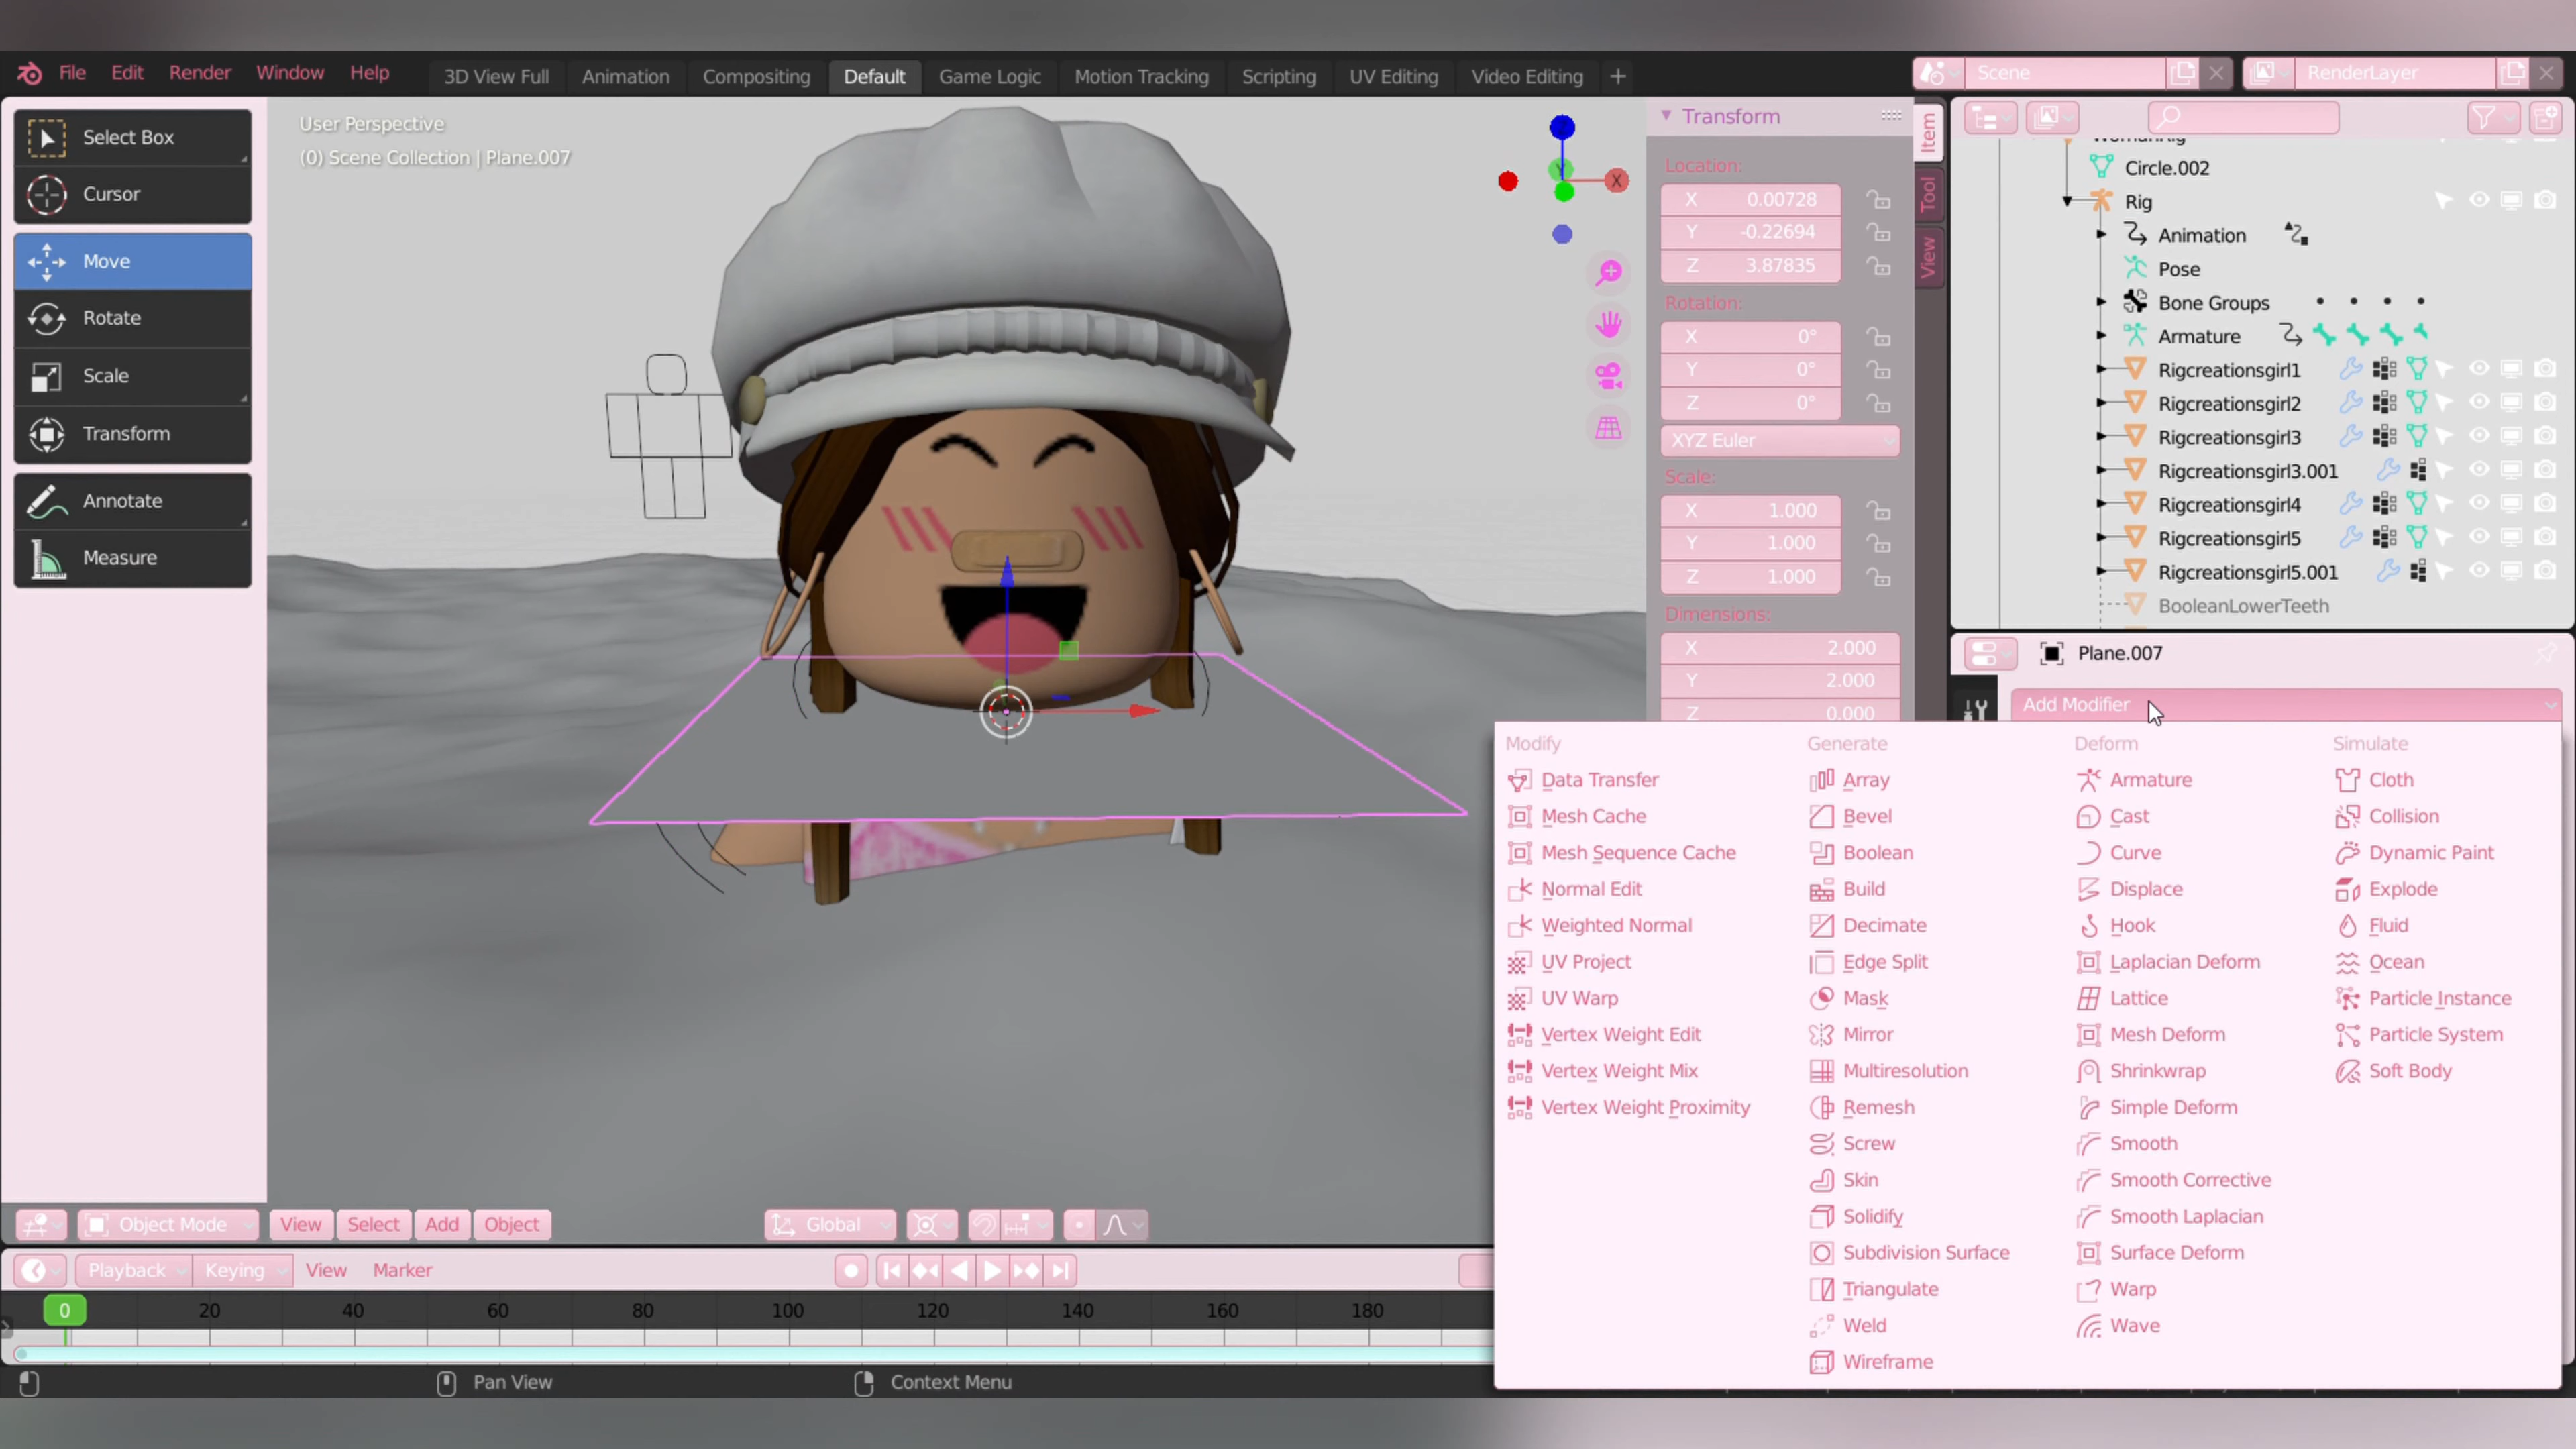 File Edit Render Window Help
3D View Full Animation Compositing Default Game Logic Motion Tracking Scripting UV Editing Video Editing +
Scene
RenderLayer
Select Box
Cursor
Move
Rotate
Scale
Transform
Annotate
Measure
User Perspective
(0) Scene Collection | Plane.007
X
Y
Transform
Location:
X 0.00728
Y -0.22694
Z 3.87835
Rotation:
X 0°
Y 0°
Z 0°
XYZ Euler
Scale:
X 1.000
Y 1.000
Z 1.000
Dimensions:
X 2.000
Y 2.000
Z 0.000
Item
Tool
View
WomanRig
Circle.002
Rig
Animation
Pose
Bone Groups
Armature
Rigcreationsgirl1
Rigcreationsgirl2
Rigcreationsgirl3
Rigcreationsgirl3.001
Rigcreationsgirl4
Rigcreationsgirl5
Rigcreationsgirl5.001
BooleanLowerTeeth
Plane.007
Add Modifier
Modify
Data Transfer
Mesh Cache
Mesh Sequence Cache
Normal Edit
Weighted Normal
UV Project
UV Warp
Vertex Weight Edit
Vertex Weight Mix
Vertex Weight Proximity
Generate
Array
Bevel
Boolean
Build
Decimate
Edge Split
Mask
Mirror
Multiresolution
Remesh
Screw
Skin
Solidify
Subdivision Surface
Triangulate
Weld
Wireframe
Deform
Armature
Cast
Curve
Displace
Hook
Laplacian Deform
Lattice
Mesh Deform
Shrinkwrap
Simple Deform
Smooth
Smooth Corrective
Smooth Laplacian
Surface Deform
Warp
Wave
Simulate
Cloth
Collision
Dynamic Paint
Explode
Fluid
Ocean
Particle Instance
Particle System
Soft Body
Object Mode View Select Add Object Global
Playback Keying View Marker
0 20 40 60 80 100 120 140 160 180
Pan View Context Menu